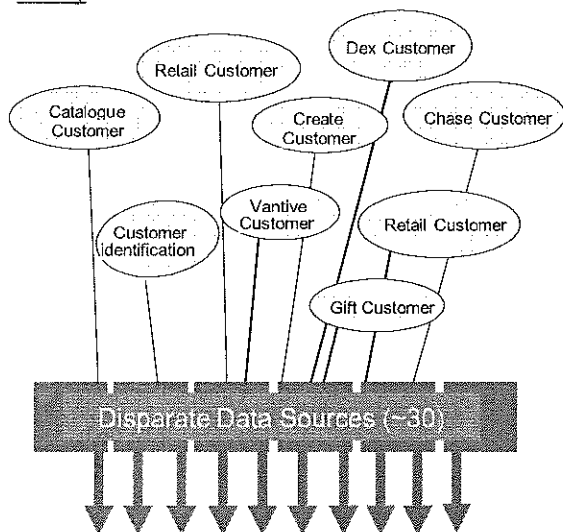 Dex Customer
Retail Customer
Catalogue
Customer
Create
Customer
Chase Customer
Vantive
Customer
Customer
Identification
Retail Customer
Gift Customer
Disparate Data Sources (~30)